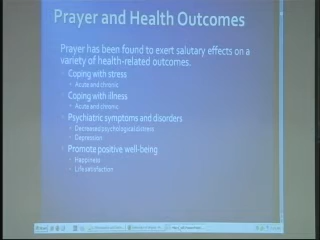 Prayer and Health Outcomes
Prayer has been found to exert salutary effects on a
variety of health-related outcomes.
Coping with stress
Acute and chronic
Coping with illness
Acute and chronic
Psychiatric symptoms and disorders
Decreased psychological distress
Depression
Promote positive well-being
Happiness
Life satisfaction